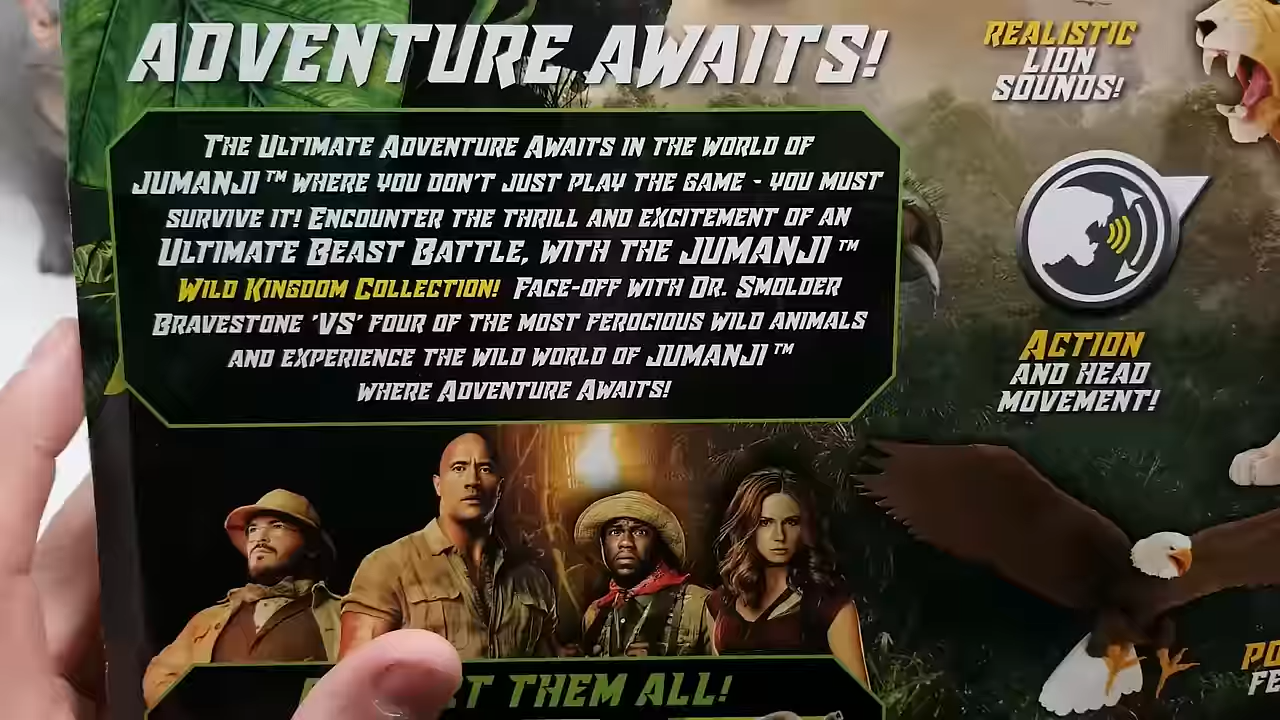 ADVENTURE AWAITS!
THE ULTIMATE ADVENTURE AWAITS IN THE WORLD OF
JUMANJI™ WHERE YOU DON'T JUST PLAY THE GAME - YOU MUST
SURVIVE IT! ENCOUNTER THE THRILL AND EXCITEMENT OF AN
ULTIMATE BEAST BATTLE, WITH THE JUMANJI™
WILD KINGDOM COLLECTION! FACE-OFF WITH DR. SMOLDER
BRAVESTONE 'VS' FOUR OF THE MOST FEROCIOUS WILD ANIMALS
AND EXPERIENCE THE WILD WORLD OF JUMANJI™
WHERE ADVENTURE AWAITS!
THEM ALL!
REALISTIC
LION
SOUNDS!
ACTION
AND HEAD
MOVEMENT!